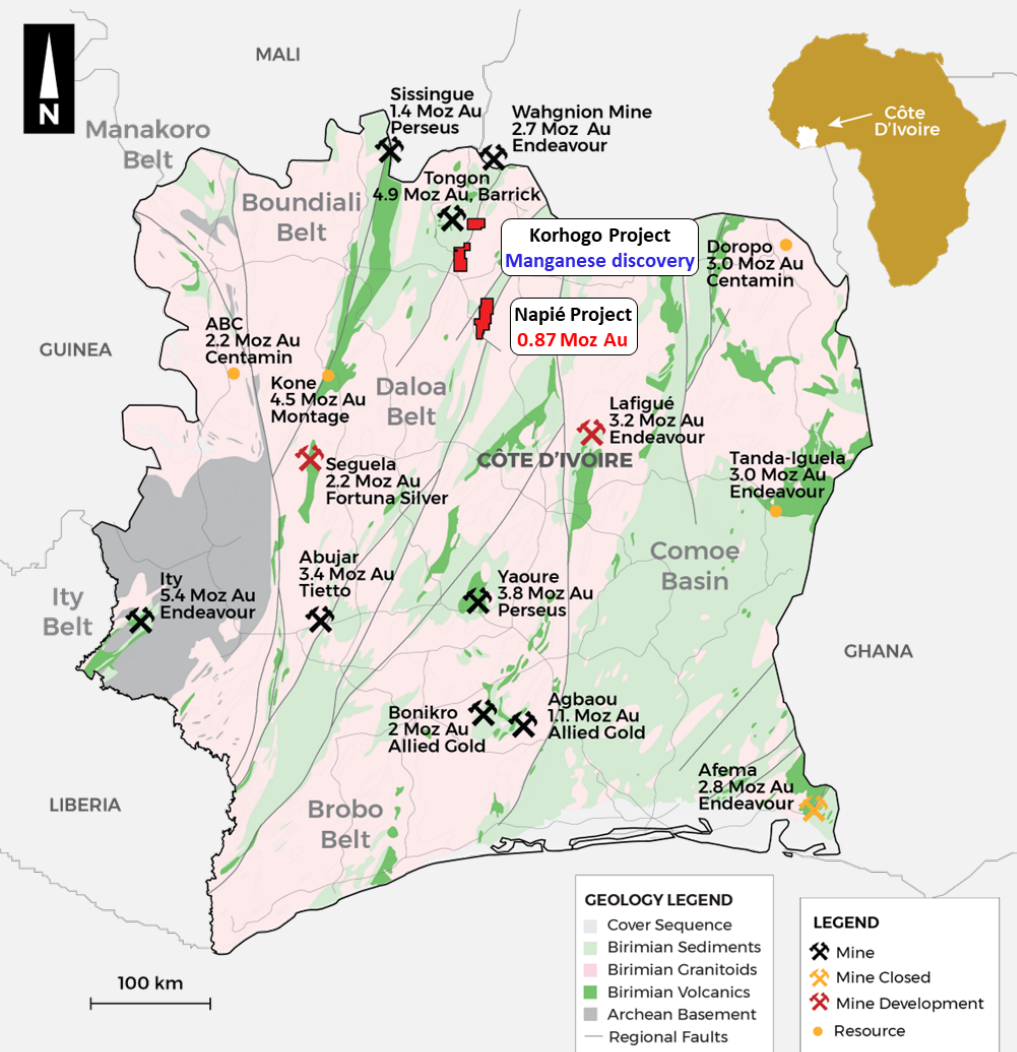 N
MALI
Manakoro
Belt
Sissingue
1.4 Moz Au
Perseus
Wahgnion Mine
2.7 Moz Au
Endeavour
Côte
D'Ivoire
Tongon
4.9 Moz Au, Barrick
Boundiali
Belt
Korhogo Project
Manganese discovery
Doropo
3.0 Moz Au
Centamin
Napié Project
0.87 Moz Au
GUINEA
ABC
2.2 Moz Au
Centamin
Kone
4.5 Moz Au
Montage
Daloa
Belt
Lafigué
3.2 Moz Au
Endeavour
CÔTE D'IVOIRE
Seguela
2.2 Moz Au
Fortuna Silver
Tanda-Iguela
3.0 Moz Au
Endeavour
Comoe
Basin
Abujar
3.4 Moz Au
Tietto
Yaoure
3.8 Moz Au
Perseus
Ity
5.4 Moz Au
Endeavour
Ity
Belt
GHANA
Bonikro
2 Moz Au
Allied Gold
Agbaou
1.1. Moz Au
Allied Gold
Afema
2.8 Moz Au
Endeavour
LIBERIA
Brobo
Belt
100 km
GEOLOGY LEGEND
Cover Sequence
Birimian Sediments
Birimian Granitoids
Birimian Volcanics
Archean Basement
Regional Faults
LEGEND
Mine
Mine Closed
Mine Development
Resource